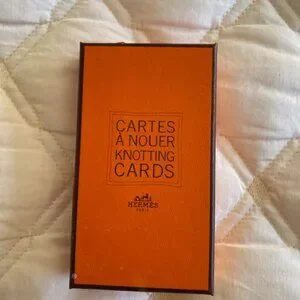 CARTES
À NOUER
KNOTTING
CARDS
HERMÈS
PARIS